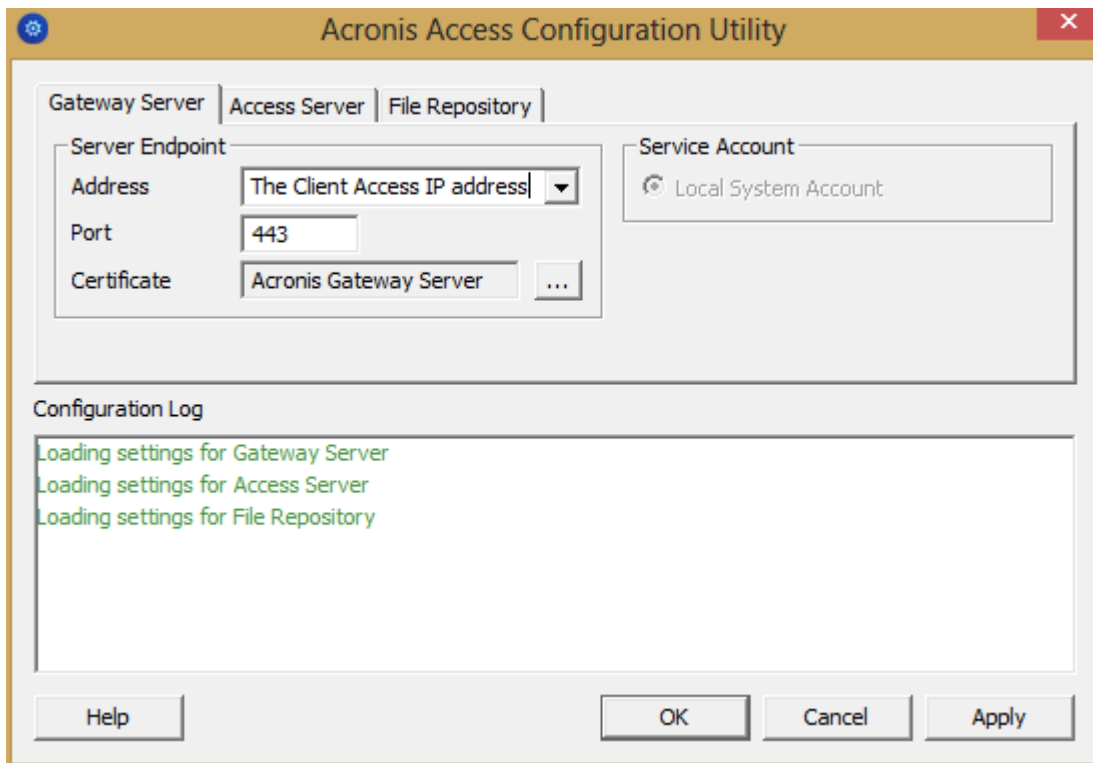 Acronis Access Configuration Utility
Gateway Server Access Server File Repository
Server Endpoint
Address The Client Access IP address
Port 443
Certificate Acronis Gateway Server ...
Service Account
Local System Account
Configuration Log
Loading settings for Gateway Server
Loading settings for Access Server
Loading settings for File Repository
Help OK Cancel Apply